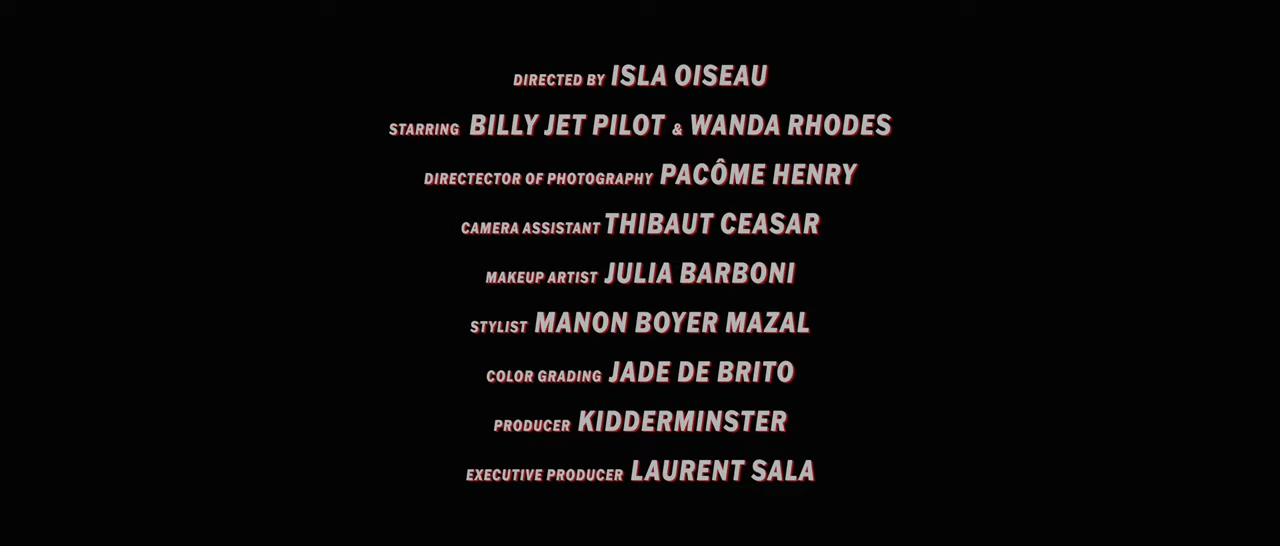 DIRECTED BY ISLA OISEAU
STARRING BILLY JET PILOT & WANDA RHODES
DIRECTECTOR OF PHOTOGRAPHY PACÔME HENRY
CAMERA ASSISTANT THIBAUT CEASAR
MAKEUP ARTIST JULIA BARBONI
STYLIST MANON BOYER MAZAL
COLOR GRADING JADE DE BRITO
PRODUCER KIDDERMINSTER
EXECUTIVE PRODUCER LAURENT SALA